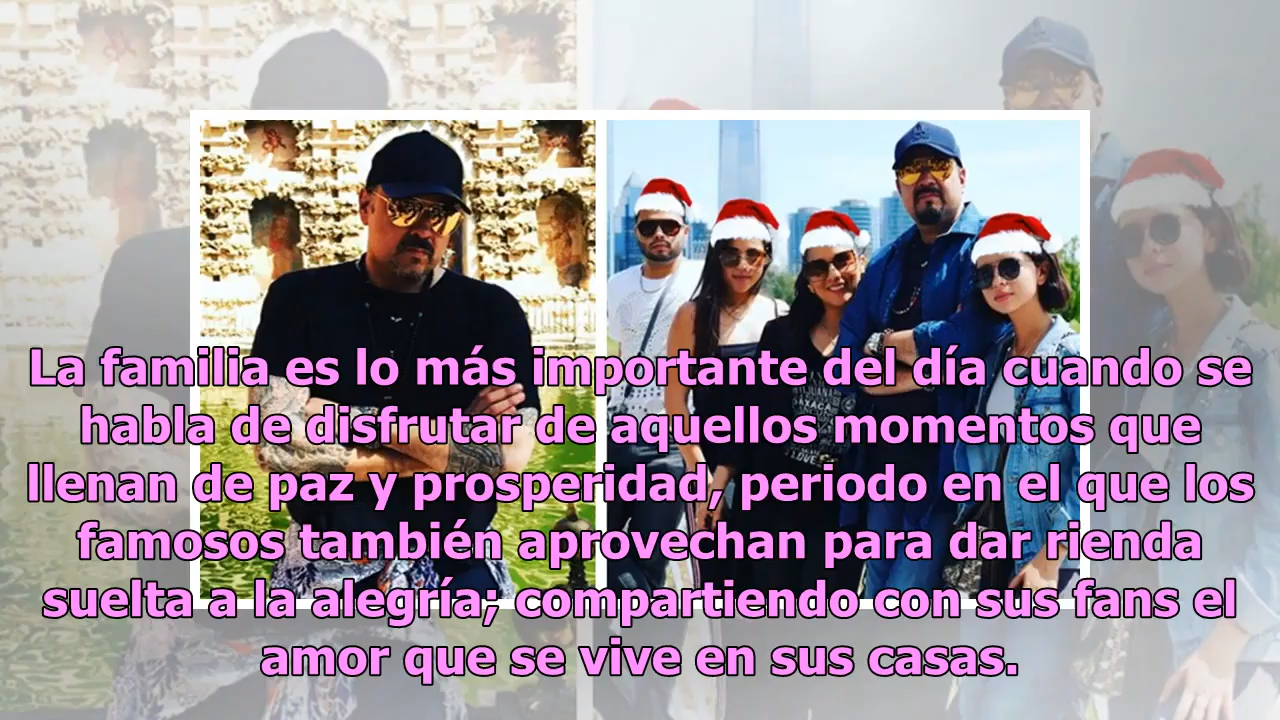 La familia es lo más importante del día cuando se
habla de disfrutar de aquellos momentos que
llenan de paz y prosperidad, periodo en el que los
famosos también aprovechan para dar rienda
suelta a la alegría; compartiendo con sus fans el
amor que se vive en sus casas.
OAXACA